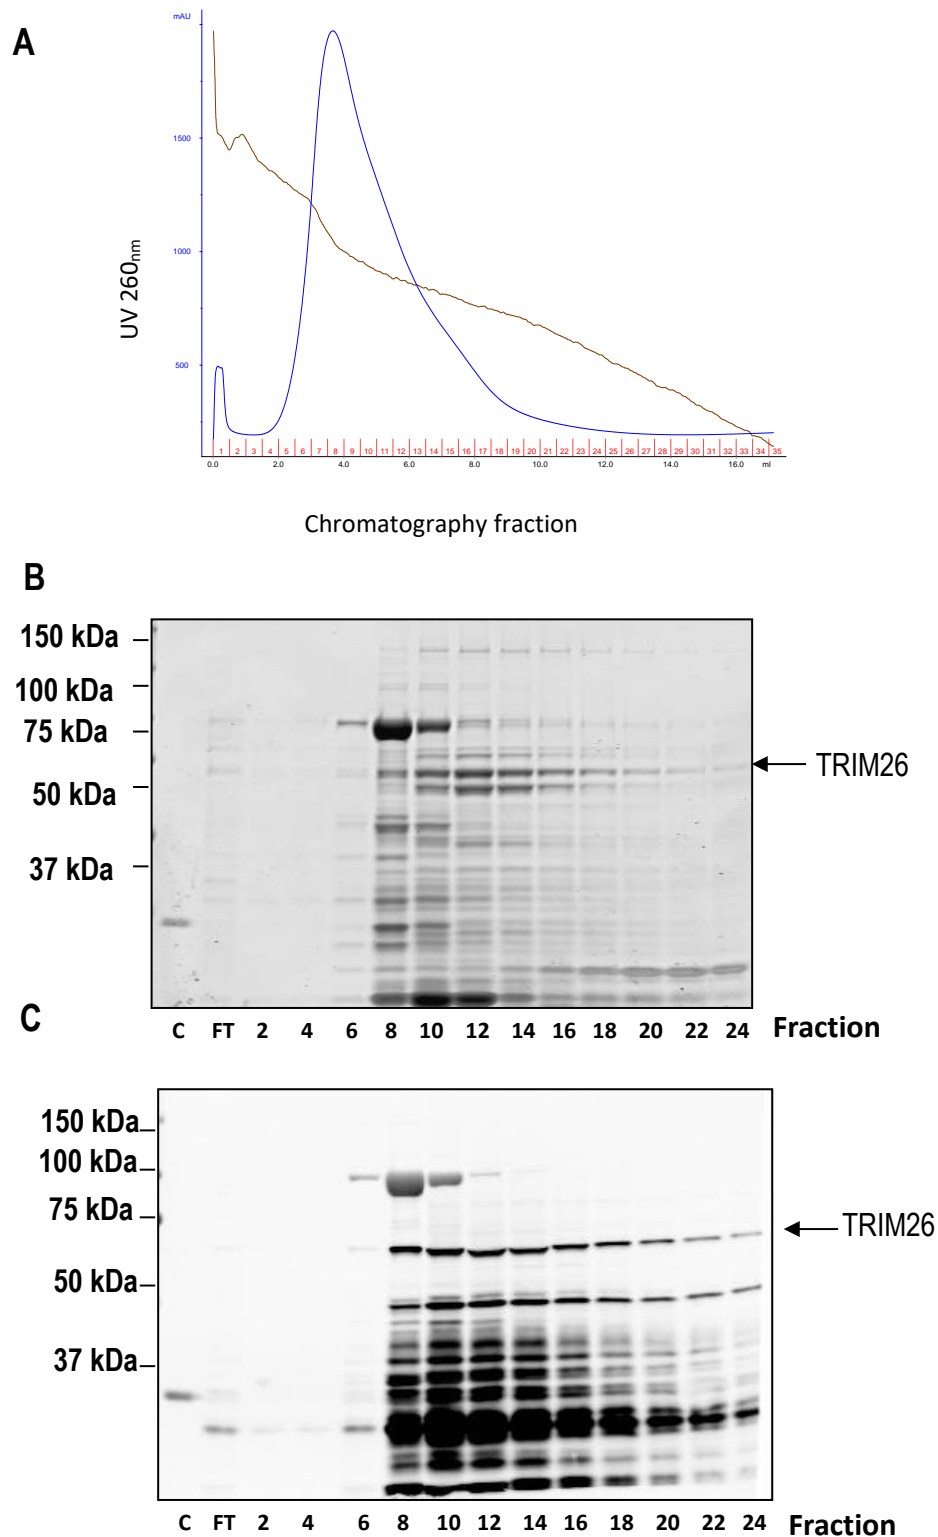 A
mAU
1500
1000
500
UV 260nm
1 2 3 4 5 6 7 8 9 10 11 12 13 14 15 16 17 18 19 20 21 22 23 24 25 26 27 28 29 30 31 32 33 34 35
0.0 2.0 4.0 6.0 8.0 10.0 12.0 14.0 16.0 ml
Chromatography fraction
B
150 kDa
100 kDa
75 kDa
TRIM26
50 kDa
37 kDa
C FT 2 4 6 8 10 12 14 16 18 20 22 24 Fraction
C
150 kDa
100 kDa
75 kDa
TRIM26
50 kDa
37 kDa
C FT 2 4 6 8 10 12 14 16 18 20 22 24 Fraction